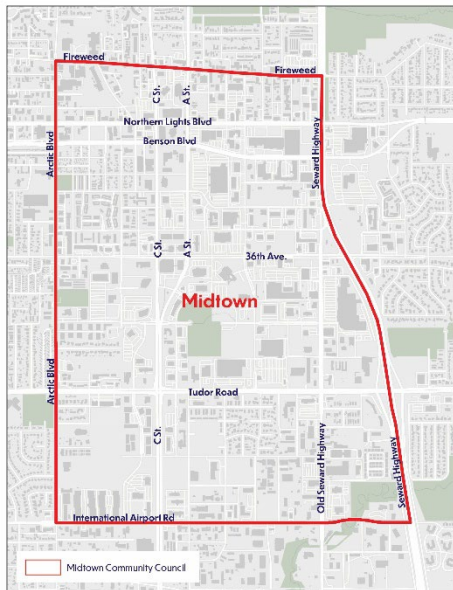 Fireweed
Fireweed
C St.
A St.
Northern Lights Blvd
Benson Blvd
Arctic Blvd
Seward Highway
C St.
A St.
36th Ave.
Midtown
Arctic Blvd
Tudor Road
C St.
Old Seward Highway
Seward Highway
International Airport Rd
Midtown Community Council